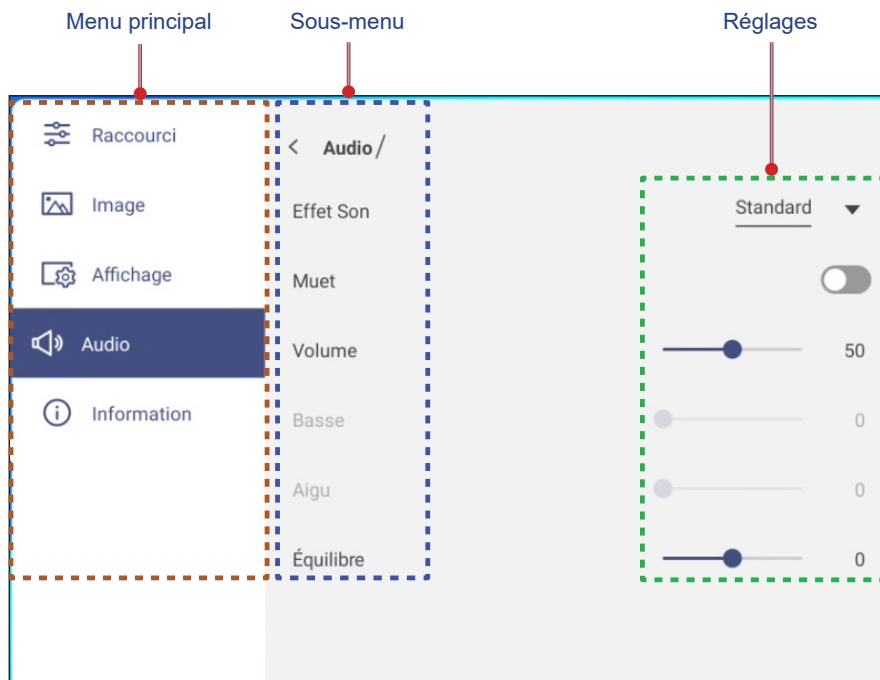 Menu principal Sous-menu Réglages
Raccourci
Image
Affichage
Audio
Information
Audio/
Effet Son Standard
Muet
Volume 50
Basse 0
Aigu 0
Équilibre 0